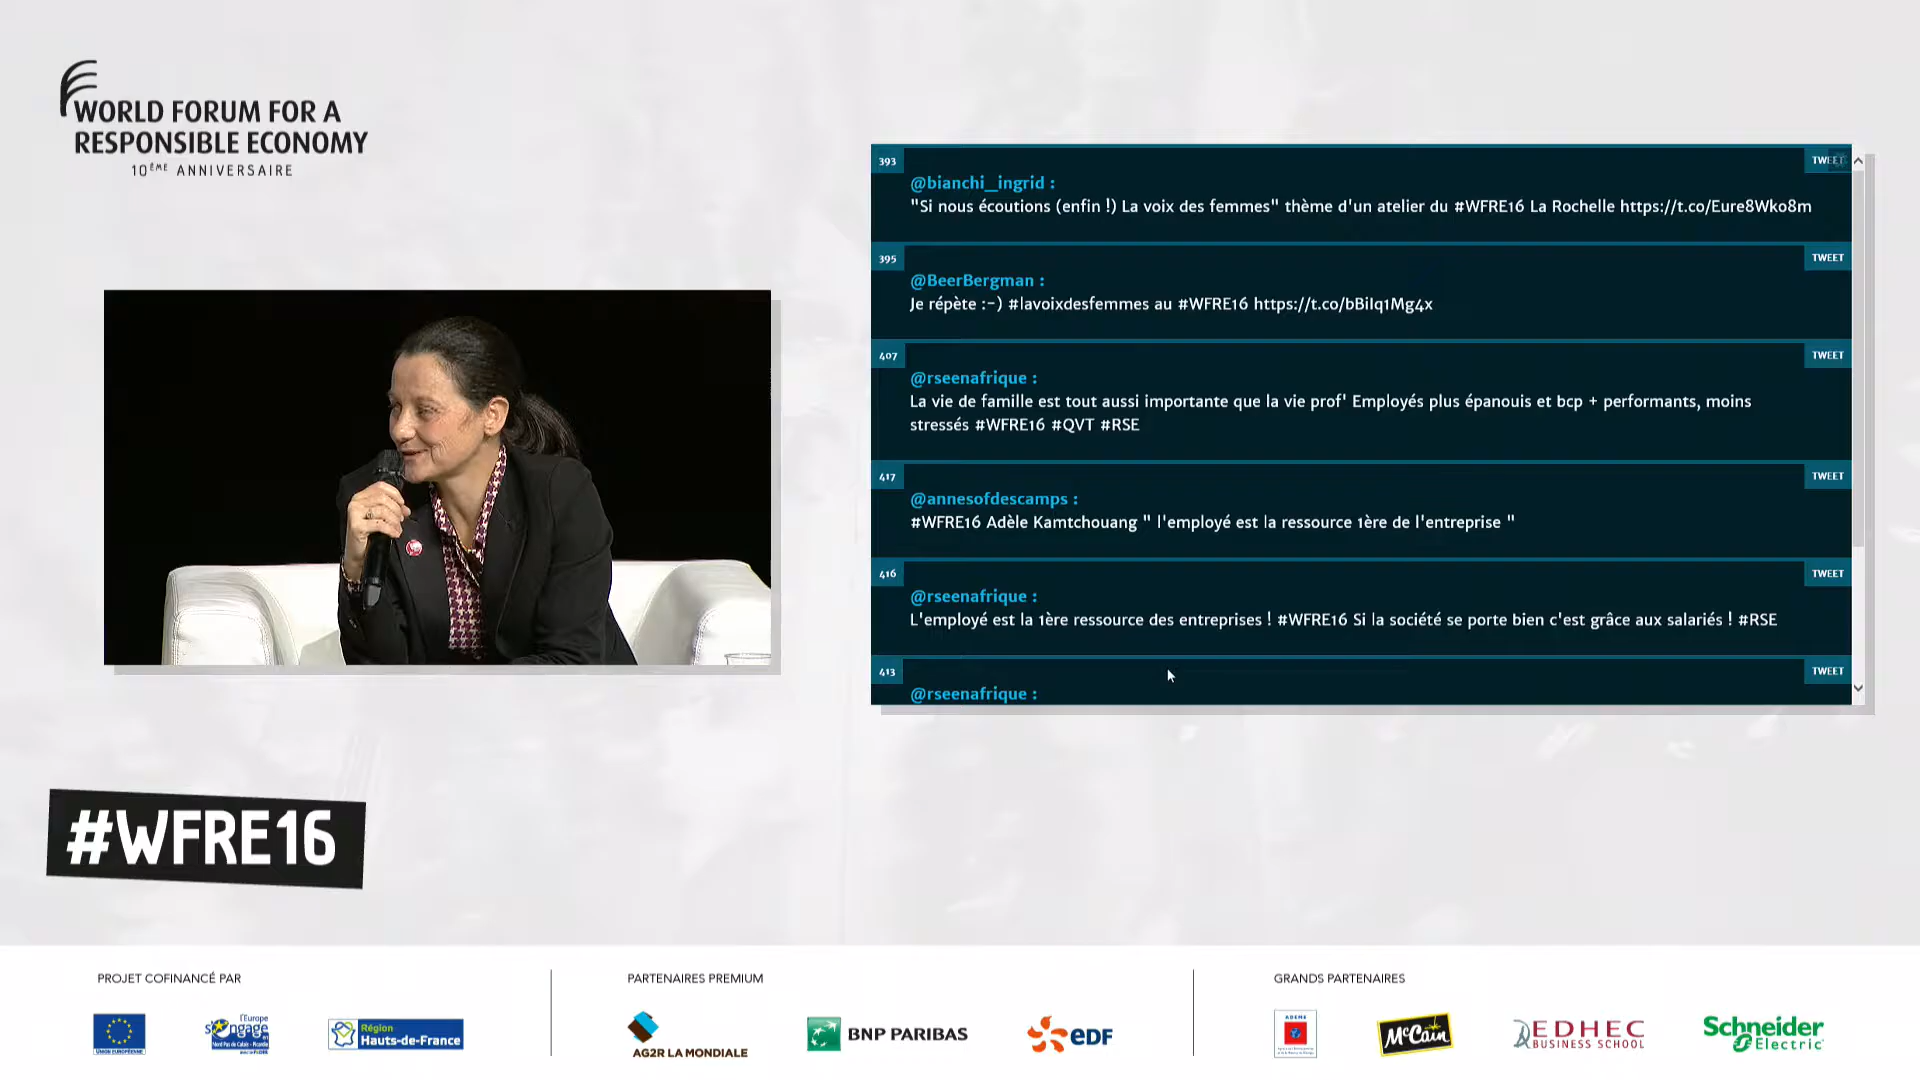 WORLD FORUM FOR A
RESPONSIBLE ECONOMY
10ÈME ANNIVERSAIRE
393
TWEET
@bianchi_ingrid :
"Si nous écoutions (enfin !) La voix des femmes" thème d'un atelier du #WFRE16 La Rochelle https://t.co/Eure8Wko8m
395
TWEET
@BeerBergman :
Je répète :-) #lavoixdesfemmes au #WFRE16 https://t.co/bBiIq1Mg4x
407
TWEET
@rseenafrique :
La vie de famille est tout aussi importante que la vie prof' Employés plus épanouis et bcp + performants, moins
stressés #WFRE16 #QVT #RSE
417
TWEET
@annesofdescamps :
#WFRE16 Adèle Kamtchouang " l'employé est la ressource 1ère de l'entreprise "
416
TWEET
@rseenafrique :
L'employé est la 1ère ressource des entreprises ! #WFRE16 Si la société se porte bien c'est grâce aux salariés ! #RSE
413
TWEET
@rseenafrique :
#WFRE16
PROJET COFINANCÉ PAR
UNION EUROPÉENNE
l'Europe
s'engage
Région
Hauts-de-France
PARTENAIRES PREMIUM
AG2R LA MONDIALE
BNP PARIBAS
eDF
GRANDS PARTENAIRES
ADEME
McCain
EDHEC
BUSINESS SCHOOL
Schneider
Electric